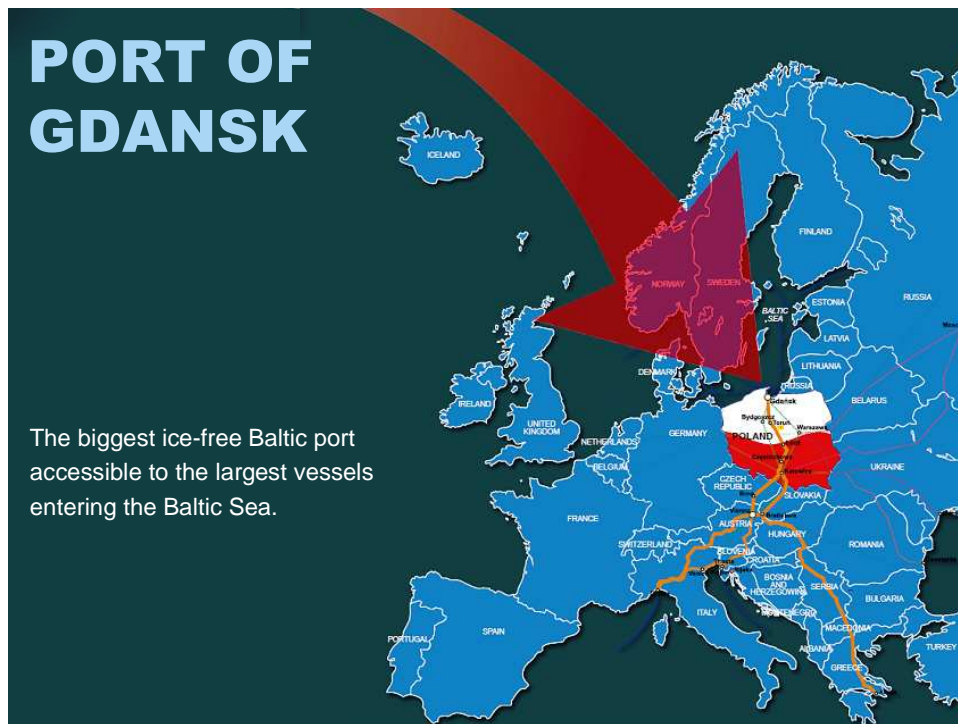 PORT OF
GDANSK
ICELAND
FINLAND
NORWAY
SWEDEN
RUSSIA
ESTONIA
BALTIC
SEA
LATVIA
LITHUANIA
DENMARK
RUSSIA
BELARUS
Gdańsk
IRELAND
UNITED
KINGDOM
Bydgoszcz
Toruń
Warszawa
NETHERLANDS
GERMANY
POLAND
The biggest ice-free Baltic port
accessible to the largest vessels
entering the Baltic Sea.
BELGIUM
Częstochowa
Katowice
UKRAINE
CZECH
REPUBLIC
SLOVAKIA
FRANCE
Bratislava
AUSTRIA
HUNGARY
SWITZERLAND
ROMANIA
SLOVENIA
CROATIA
BOSNIA
AND
HERZEGOWINA
SERBIA
BULGARIA
ITALY
MONTENEGRO
MACEDONIA
SPAIN
PORTUGAL
ALBANIA
TURKEY
GREECE